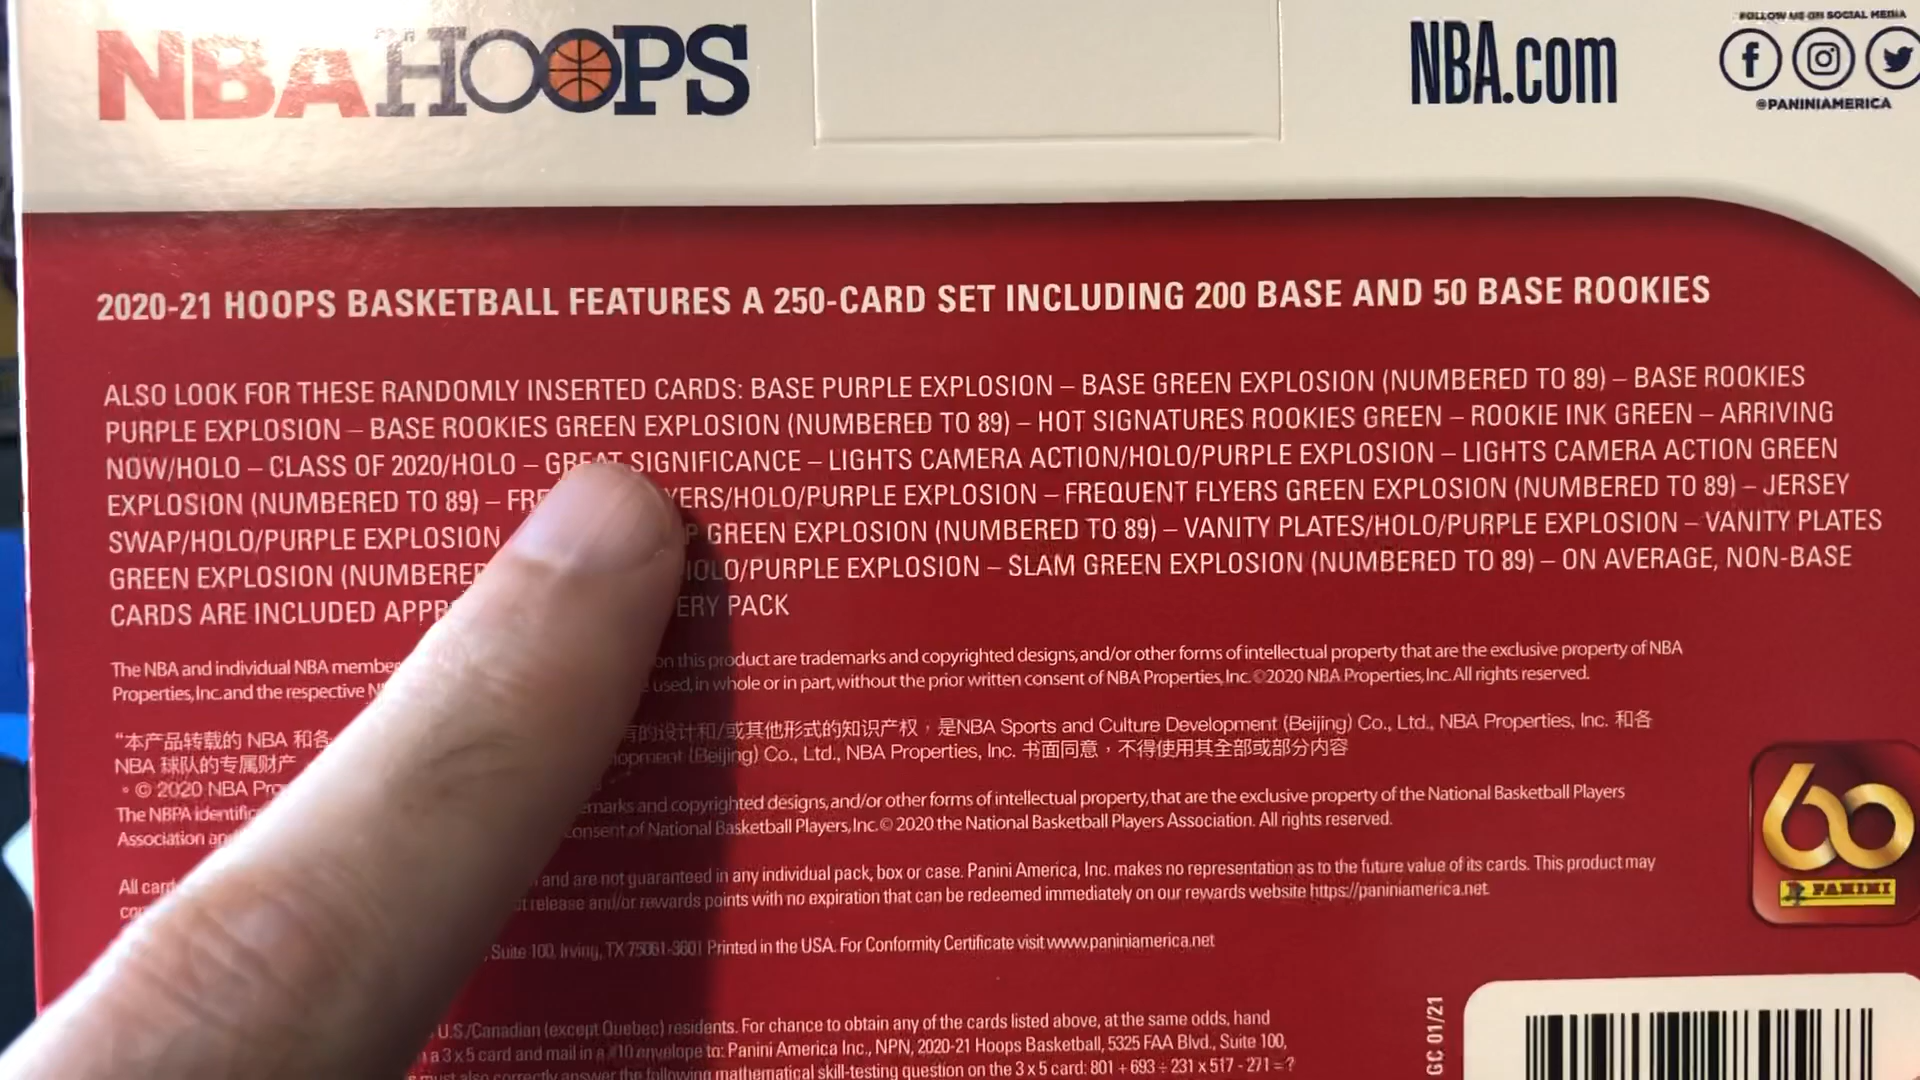 NBA HOOPS
NBA.com
FOLLOW US ON SOCIAL MEDIA
@PANINIAMERICA
2020-21 HOOPS BASKETBALL FEATURES A 250-CARD SET INCLUDING 200 BASE AND 50 BASE ROOKIES
ALSO LOOK FOR THESE RANDOMLY INSERTED CARDS: BASE PURPLE EXPLOSION – BASE GREEN EXPLOSION (NUMBERED TO 89) – BASE ROOKIES
PURPLE EXPLOSION – BASE ROOKIES GREEN EXPLOSION (NUMBERED TO 89) – HOT SIGNATURES ROOKIES GREEN – ROOKIE INK GREEN – ARRIVING
NOW/HOLO – CLASS OF 2020/HOLO – GREAT SIGNIFICANCE – LIGHTS CAMERA ACTION/HOLO/PURPLE EXPLOSION – LIGHTS CAMERA ACTION GREEN
EXPLOSION (NUMBERED TO 89) – /HOLO/PURPLE EXPLOSION – FREQUENT FLYERS GREEN EXPLOSION (NUMBERED TO 89) – JERSEY
SWAP/HOLO/PURPLE EXPLOSION GREEN EXPLOSION (NUMBERED TO 89) – VANITY PLATES/HOLO/PURPLE EXPLOSION – VANITY PLATES
GREEN EXPLOSION /PURPLE EXPLOSION – SLAM GREEN EXPLOSION (NUMBERED TO 89) – ON AVERAGE, NON-BASE
CARDS ARE INCLUDED PACK
The NBA and individual NBA on this product are trademarks and copyrighted designs, and/or other forms of intellectual property that are the exclusive property of NBA
Properties, Inc. and the respective used, in whole or in part, without the prior written consent of NBA Properties, Inc. ©2020 NBA Properties, Inc. All rights reserved.
“本产品转载的 NBA 和各 的设计和/或其他形式的知识产权，是NBA Sports and Culture Development (Beijing) Co., Ltd., NBA Properties, Inc. 和各
NBA 球队的专属财产 (Beijing) Co., Ltd., NBA Properties, Inc. 书面同意，不得使用其全部或部分内容
。© 2020 NBA
The NBPA and copyrighted designs, and/or other forms of intellectual property, that are the exclusive property of the National Basketball Players
Association of National Basketball Players, Inc. © 2020 the National Basketball Players Association. All rights reserved.
All and are not guaranteed in any individual pack, box or case. Panini America, Inc. makes no representation as to the future value of its cards. This product may
release and/or rewards points with no expiration that can be redeemed immediately on our rewards website https://paniniamerica.net
, Suite 100, Irving, TX 75061-3601 Printed in the USA. For Conformity Certificate visit www.paniniamerica.net
60
PANINI
U.S./Canadian (except Quebec) residents. For chance to obtain any of the cards listed above, at the same odds, hand
a 3 x 5 card and mail in a #10 envelope to: Panini America Inc., NPN, 2020-21 Hoops Basketball, 5325 FAA Blvd., Suite 100,
must also correctly answer the following mathematical skill-testing question on the 3 x 5 card: 801 + 693 ÷ 231 x 517 - 271 = ?
GC 01/21